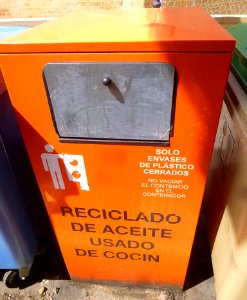 SOLO
ENVASES
DE PLÁSTICO
CERRADOS
NO VACIAR
EL CONTENIDO
EN EL
CONTENEDOR
RECICLADO
DE ACEITE
USADO
DE COCIN